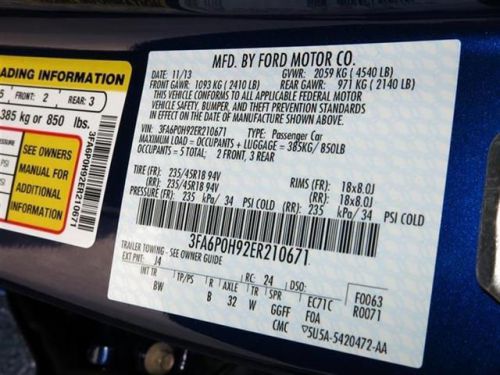 OADING INFORMATION
5 FRONT: 2 REAR: 3
385 kg or 850 lbs.
SEE OWNERS
MANUAL FOR
ADDITIONAL
INFORMATION
3FA6P0H92ER210671
MFD. BY FORD MOTOR CO.
DATE: 11/13 GVWR: 2059 KG ( 4540 LB)
FRONT GAWR: 1093 KG ( 2410 LB) REAR GAWR: 971 KG ( 2140 LB)
THIS VEHICLE CONFORMS TO ALL APPLICABLE FEDERAL MOTOR
VEHICLE SAFETY, BUMPER, AND THEFT PREVENTION STANDARDS
IN EFFECT ON THE DATE OF MANUFACTURE SHOWN ABOVE.
VIN: 3FA6P0H92ER210671 TYPE: Passenger Car
MAXIMUM LOAD = OCCUPANTS + LUGGAGE = 385KG/ 850LB
OCCUPANTS = 5 TOTAL; 2 FRONT, 3 REAR
TIRE (FR): 235/45R18 94V RIMS (FR): 18x8.0J
(RR): 235/45R18 94V (RR): 18x8.0J
PRESSURE (FR): 235 kPa/ 34 PSI COLD (RR): 235 kPa/ 34 PSI COLD
3FA6P0H92ER210671
TRAILER TOWING - SEE OWNER GUIDE
EXT PNT: J4 RC: 24 DSO: F0063
INT TR TP/PS R AXLE TR SPR EC71C R0071
BW B 32 W GGFF F0A
CMC 5U5A-5420472-AA